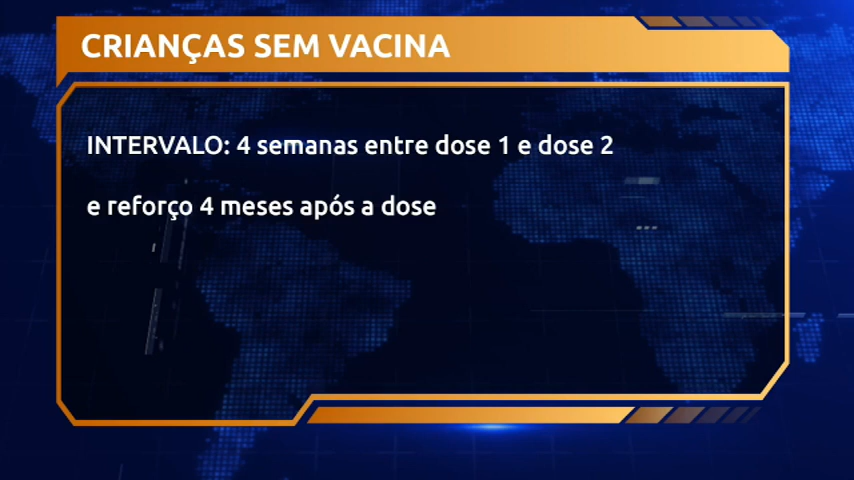 CRIANÇAS SEM VACINA
INTERVALO: 4 semanas entre dose 1 e dose 2
e reforço 4 meses após a dose